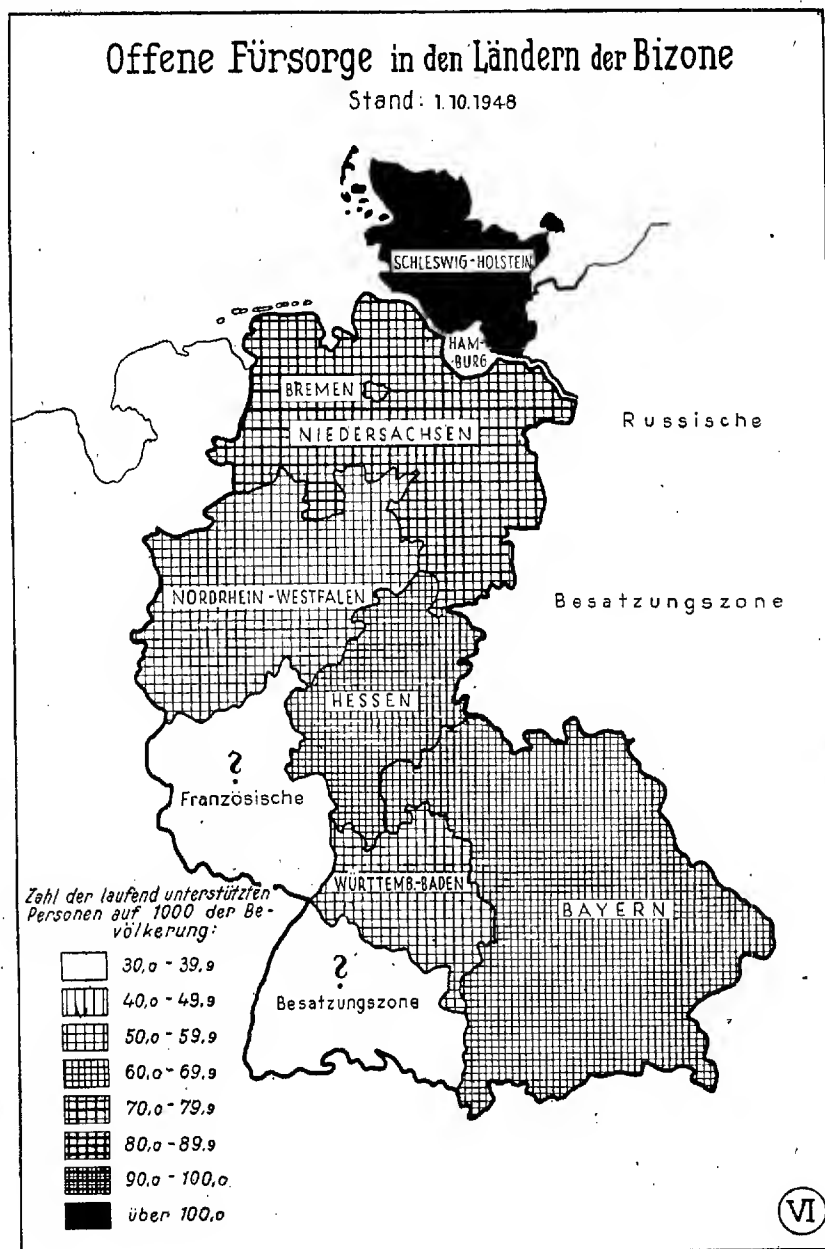 Offene Fürsorge in den Ländern der Bizone
Stand: 1.10.1948
SCHLESWIG-HOLSTEIN
HAM-
-BURG
BREMEN
NIEDERSACHSEN
Russische
NORDRHEIN-WESTFALEN
Besatzungszone
HESSEN
?
Französische
WÜRTTEMB.-BADEN
BAYERN
?
Besatzungszone
Zahl der laufend unterstützten
Personen auf 1000 der Be-
völkerung:
30,0 - 39,9
40,0 - 49,9
50,0 - 59,9
60,0 - 69,9
70,0 - 79,9
80,0 - 89,9
90,0 - 100,0
über 100,0
VI